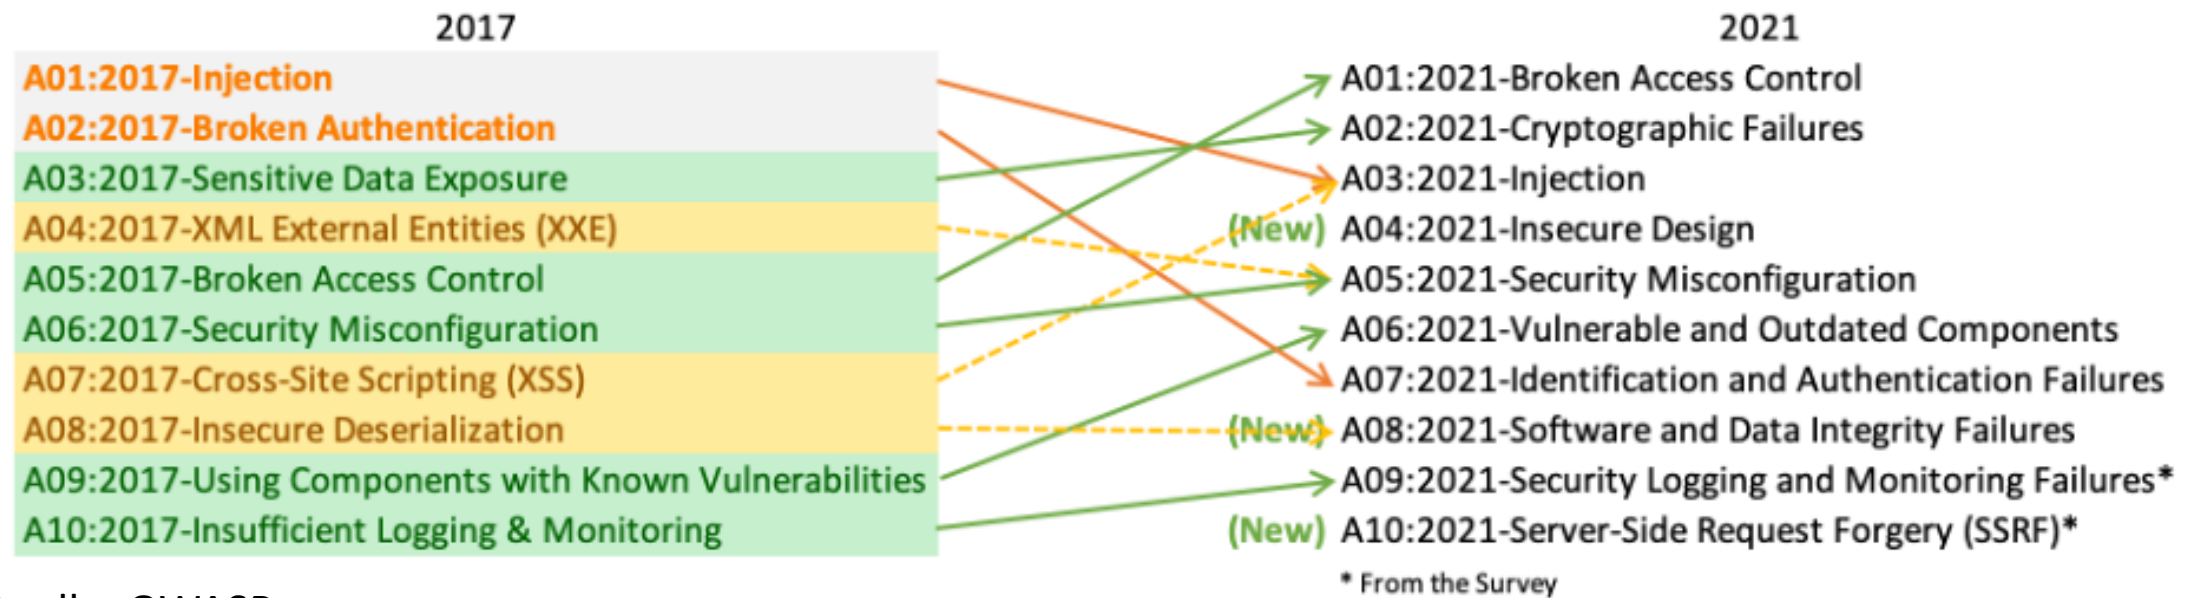 2017
A01:2017-Injection
A02:2017-Broken Authentication
A03:2017-Sensitive Data Exposure
A04:2017-XML External Entities (XXE)
A05:2017-Broken Access Control
A06:2017-Security Misconfiguration
A07:2017-Cross-Site Scripting (XSS)
A08:2017-Insecure Deserialization
A09:2017-Using Components with Known Vulnerabilities
A10:2017-Insufficient Logging & Monitoring
2021
A01:2021-Broken Access Control
A02:2021-Cryptographic Failures
A03:2021-Injection
(New) A04:2021-Insecure Design
A05:2021-Security Misconfiguration
A06:2021-Vulnerable and Outdated Components
A07:2021-Identification and Authentication Failures
(New) A08:2021-Software and Data Integrity Failures
A09:2021-Security Logging and Monitoring Failures*
(New) A10:2021-Server-Side Request Forgery (SSRF)*
* From the Survey